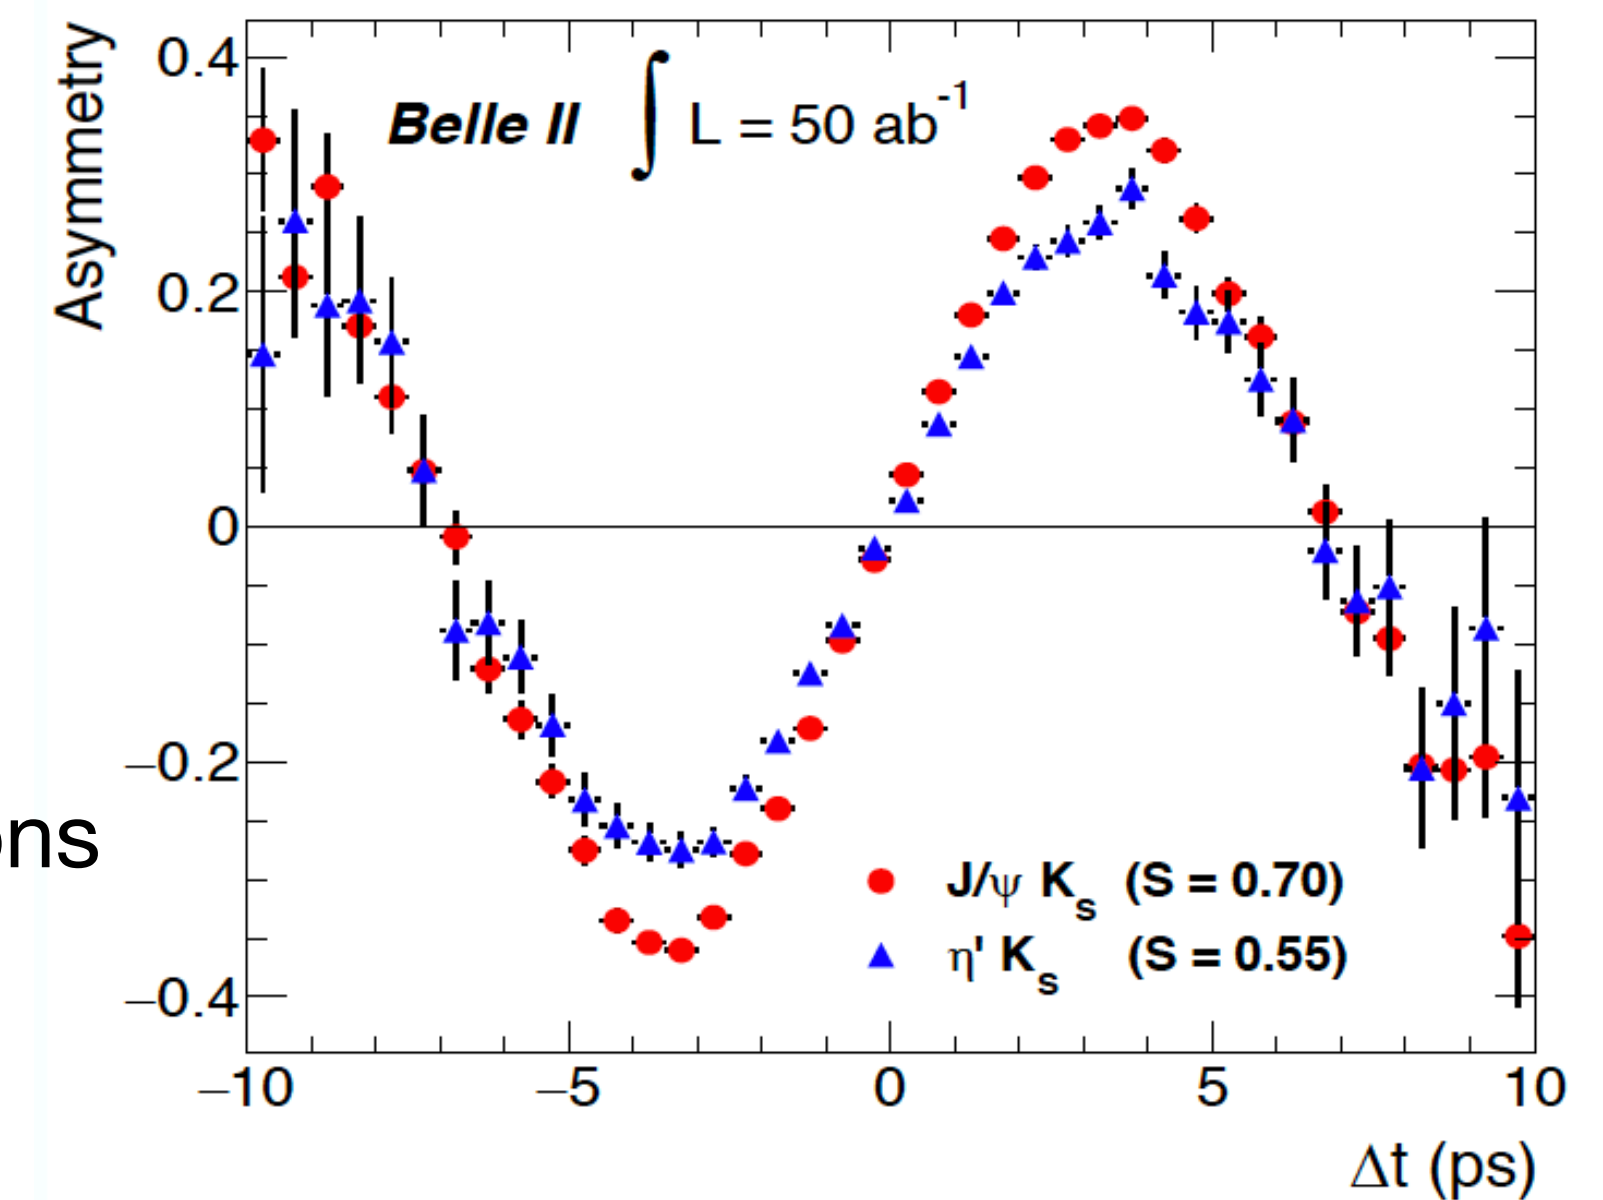 Asymmetry
0.4
0.2
0
−0.2
−0.4
Belle II ∫ L = 50 ab⁻¹
J/ψ Kₛ (S = 0.70)
η' Kₛ (S = 0.55)
−10 −5 0 5 10
Δt (ps)
ons